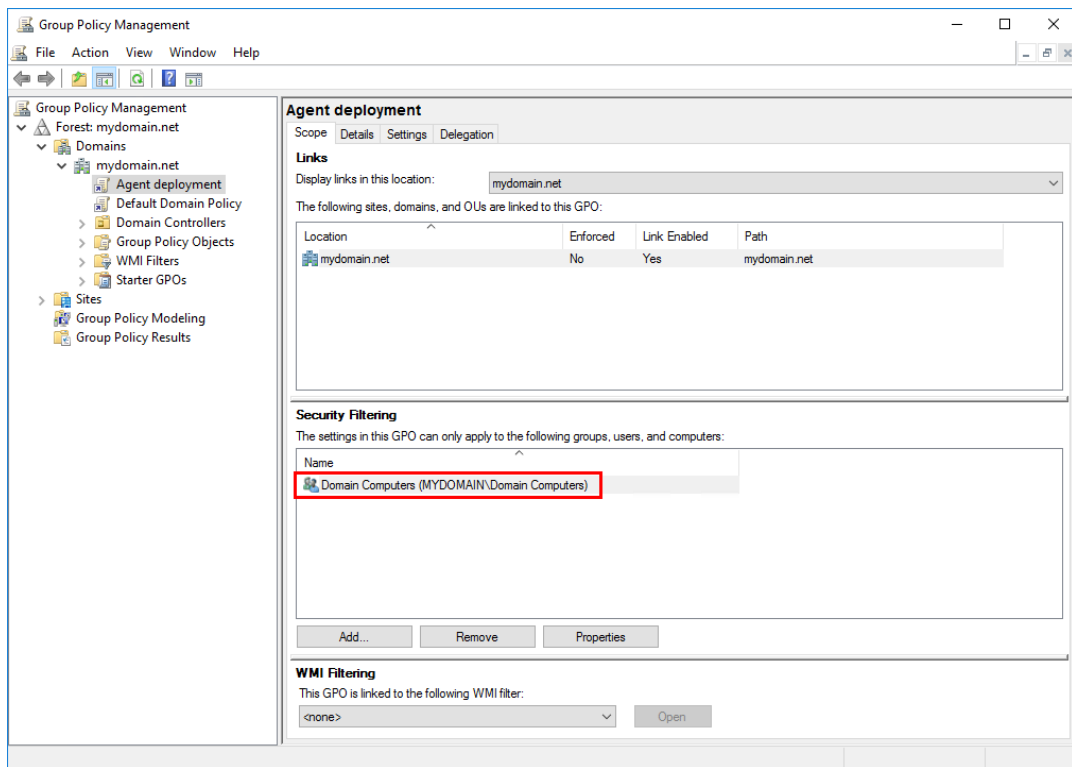 Group Policy Management
File Action View Window Help
Group Policy Management
Forest: mydomain.net
Domains
mydomain.net
Agent deployment
Default Domain Policy
Domain Controllers
Group Policy Objects
WMI Filters
Starter GPOs
Sites
Group Policy Modeling
Group Policy Results
Agent deployment
Scope Details Settings Delegation
Links
Display links in this location: mydomain.net
The following sites, domains, and OUs are linked to this GPO:
Location Enforced Link Enabled Path
mydomain.net No Yes mydomain.net
Security Filtering
The settings in this GPO can only apply to the following groups, users, and computers:
Name
Domain Computers (MYDOMAIN\Domain Computers)
Add... Remove Properties
WMI Filtering
This GPO is linked to the following WMI filter:
<none> Open